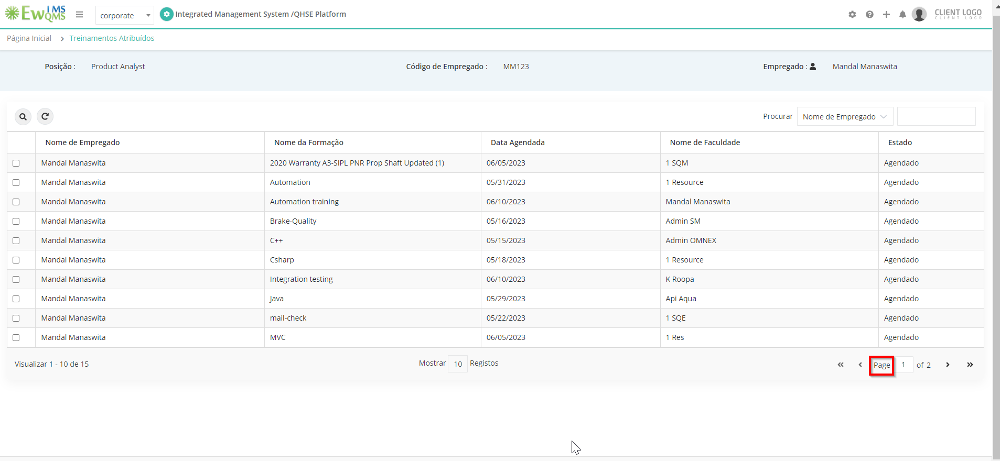 EwIMS QMS corporate Integrated Management System /QHSE Platform CLIENT LOGO
CLIENT LOGO
Página Inicial > Treinamentos Atribuídos
Posição : Product Analyst Código de Empregado : MM123 Empregado : Mandal Manaswita
Procurar Nome de Empregado
Nome de Empregado Nome da Formação Data Agendada Nome de Faculdade Estado
Mandal Manaswita 2020 Warranty A3-SIPL PNR Prop Shaft Updated (1) 06/05/2023 1 SQM Agendado
Mandal Manaswita Automation 05/31/2023 1 Resource Agendado
Mandal Manaswita Automation training 06/10/2023 Mandal Manaswita Agendado
Mandal Manaswita Brake-Quality 05/16/2023 Admin SM Agendado
Mandal Manaswita C++ 05/15/2023 Admin OMNEX Agendado
Mandal Manaswita Csharp 05/18/2023 1 Resource Agendado
Mandal Manaswita Integration testing 06/10/2023 K Roopa Agendado
Mandal Manaswita Java 05/29/2023 Api Aqua Agendado
Mandal Manaswita mail-check 05/22/2023 1 SQE Agendado
Mandal Manaswita MVC 06/05/2023 1 Res Agendado
Visualizar 1 - 10 de 15 Mostrar 10 Registos Page 1 of 2